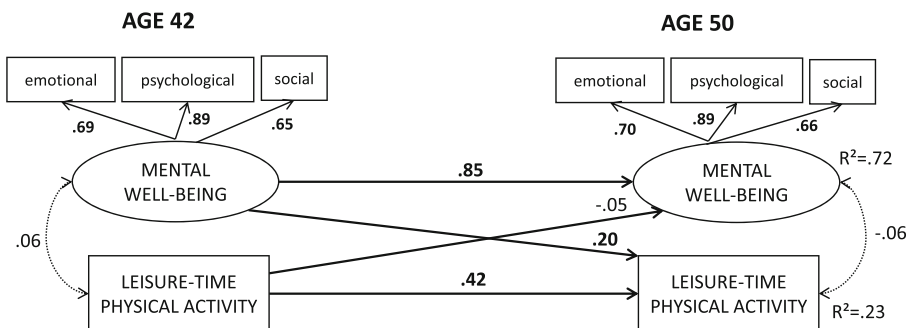 AGE 42
AGE 50
emotional
psychological
social
emotional
psychological
social
.69
.89
.65
.70
.89
.66
MENTAL
WELL-BEING
.85
MENTAL
WELL-BEING
R²=.72
-.05
.06
.20
-.06
LEISURE-TIME
PHYSICAL ACTIVITY
.42
LEISURE-TIME
PHYSICAL ACTIVITY
R²=.23